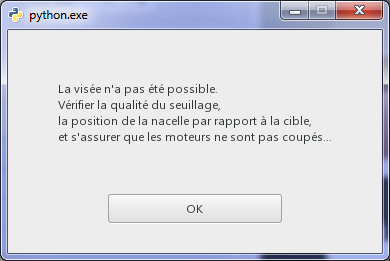 python.exe
La visée n'a pas été possible.
Vérifier la qualité du seuillage,
la position de la nacelle par rapport à la cible,
et s'assurer que les moteurs ne sont pas coupés...
OK